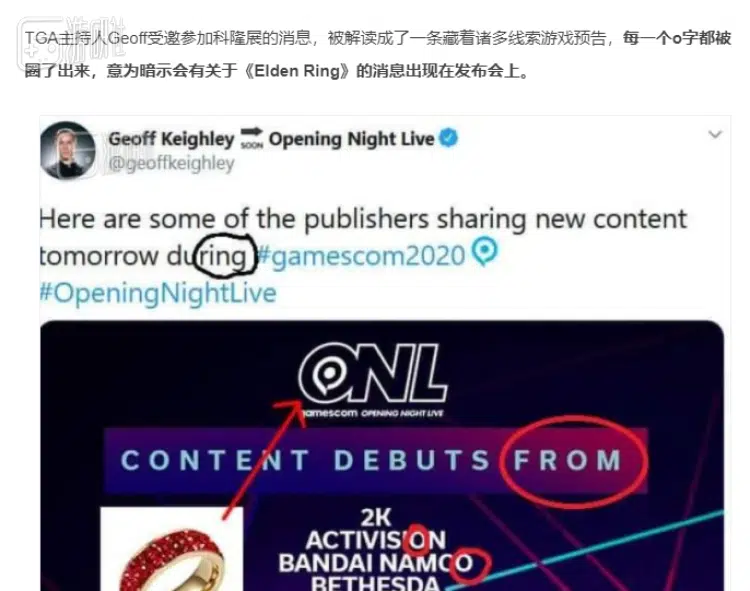 TGA主持人Geoff受邀参加科隆展的消息，被解读成了一条藏着诸多线索游戏预告，每一个o字都被
圈了出来，意为暗示会有关于《Elden Ring》的消息出现在发布会上。
Geoff Keighley SOON Opening Night Live
@geoffkeighley
Here are some of the publishers sharing new content
tomorrow during #gamescom2020
#OpeningNightLive
ONL
gamescom OPENING NIGHT LIVE
CONTENT DEBUTS FROM
2K
ACTIVISION
BANDAI NAMCO
BETHESDA